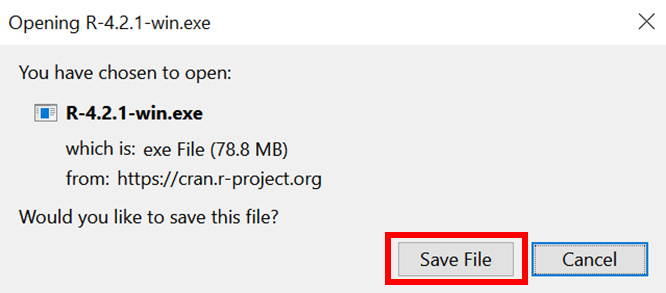 Opening R-4.2.1-win.exe
You have chosen to open:
R-4.2.1-win.exe
which is: exe File (78.8 MB)
from: https://cran.r-project.org
Would you like to save this file?
Save File Cancel